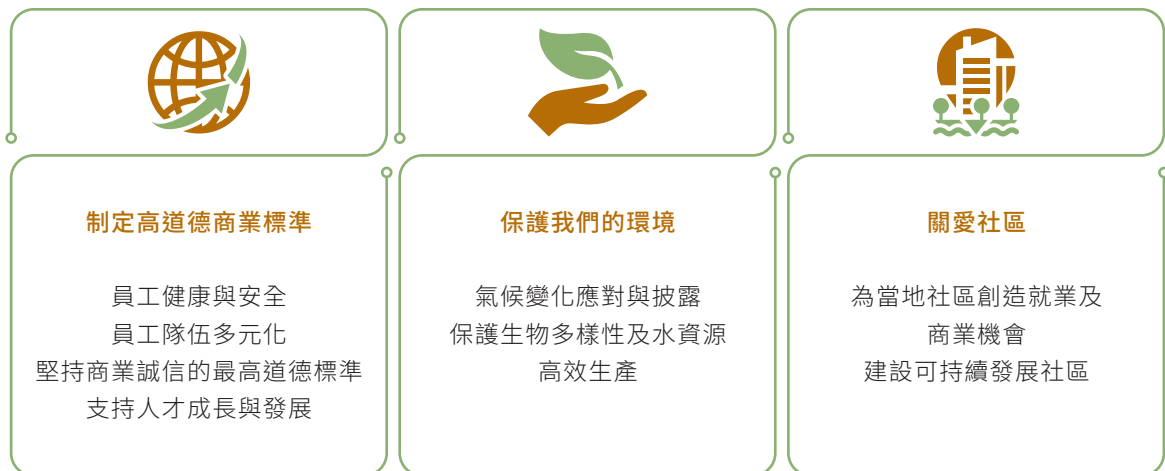 制定高道德商業標準
員工健康與安全
員工隊伍多元化
堅持商業誠信的最高道德標準
支持人才成長與發展
保護我們的環境
氣候變化應對與披露
保護生物多樣性及水資源
高效生產
關愛社區
為當地社區創造就業及
商業機會
建設可持續發展社區